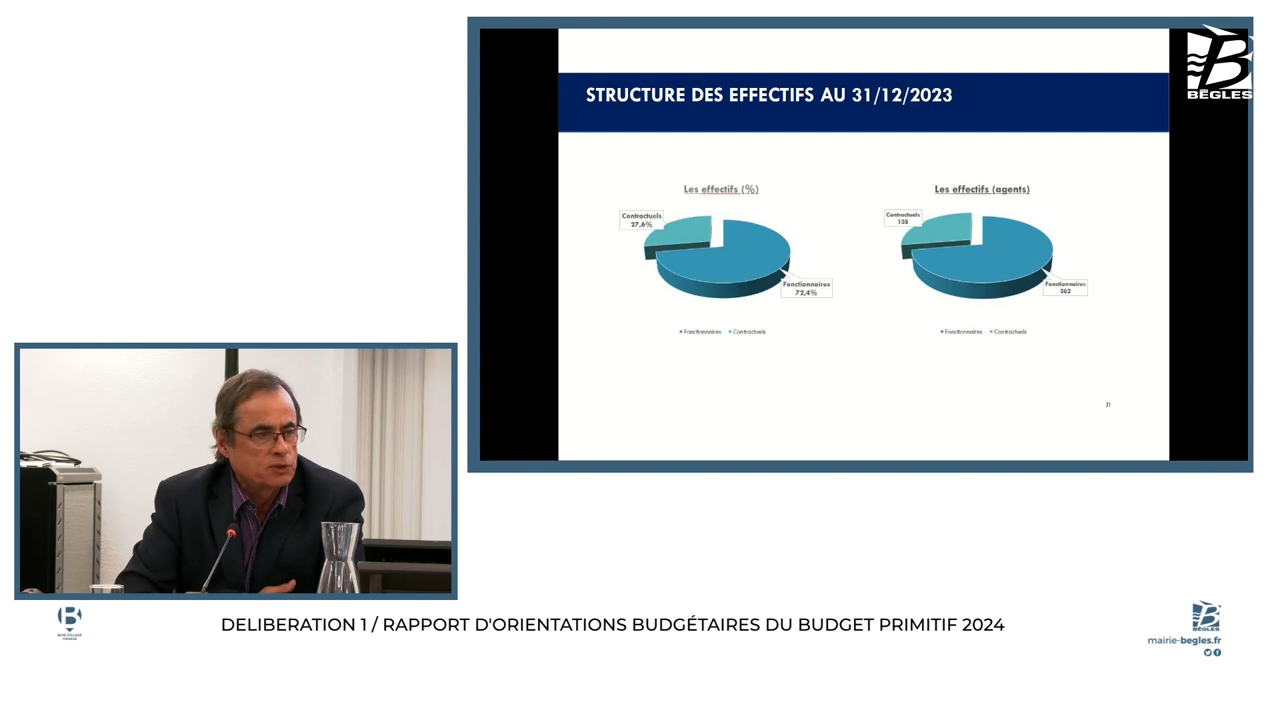 STRUCTURE DES EFFECTIFS AU 31/12/2023
B
BÈGLES
Les effectifs (%)
Contractuels
27,6%
Fonctionnaires
72,4%
Fonctionnaires Contractuels
Les effectifs (agents)
Contractuels
138
Fonctionnaires
362
Fonctionnaires Contractuels
21
B
DELIBERATION 1 / RAPPORT D'ORIENTATIONS BUDGÉTAIRES DU BUDGET PRIMITIF 2024
B
BÈGLES
mairie-begles.fr